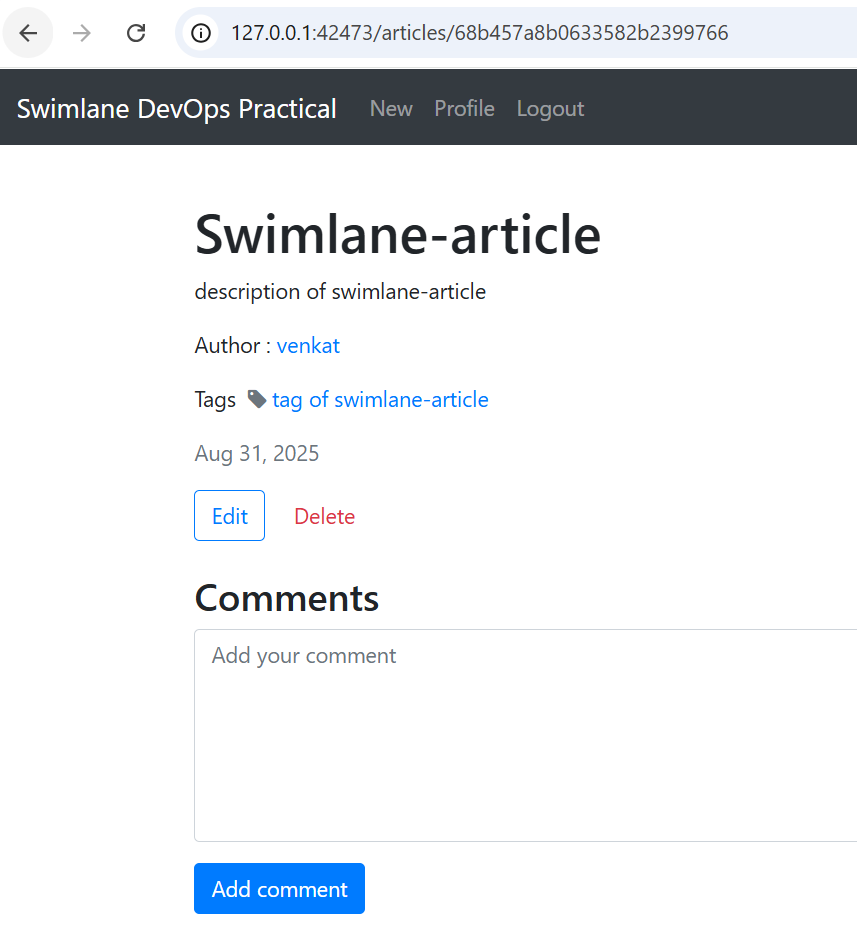 127.0.0.1:42473/articles/68b457a8b0633582b2399766
Swimlane DevOps Practical New Profile Logout
Swimlane-article
description of swimlane-article
Author : venkat
Tags tag of swimlane-article
Aug 31, 2025
Edit Delete
Comments
Add your comment
Add comment